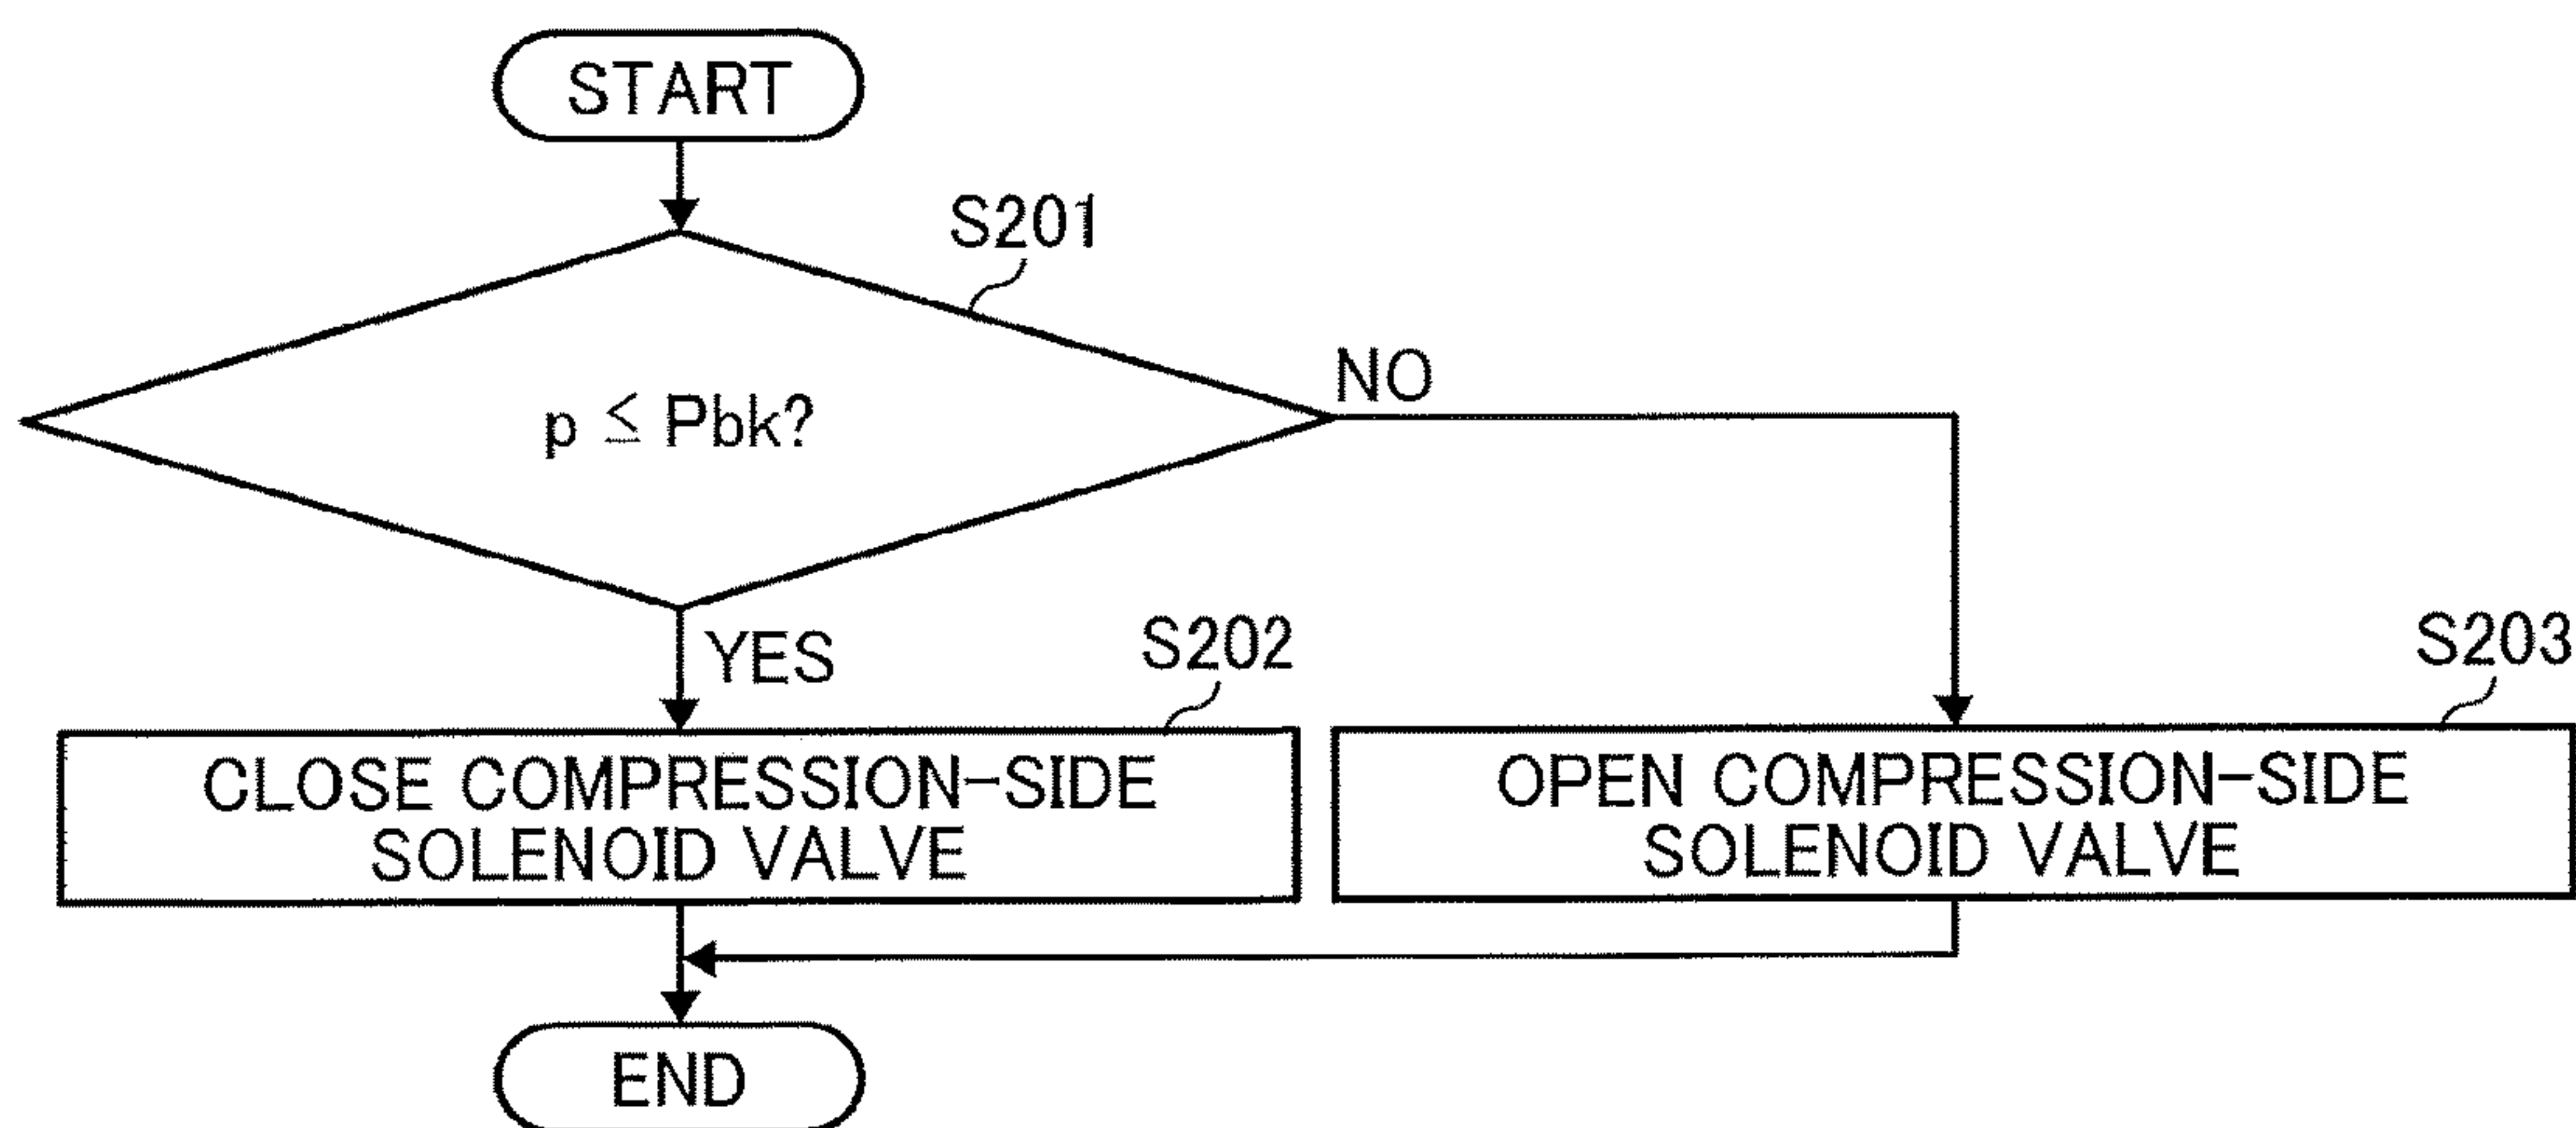 START
S201
p ≦ Pbk?
NO
YES
S202
S203
CLOSE COMPRESSION-SIDE
SOLENOID VALVE
OPEN COMPRESSION-SIDE
SOLENOID VALVE
END